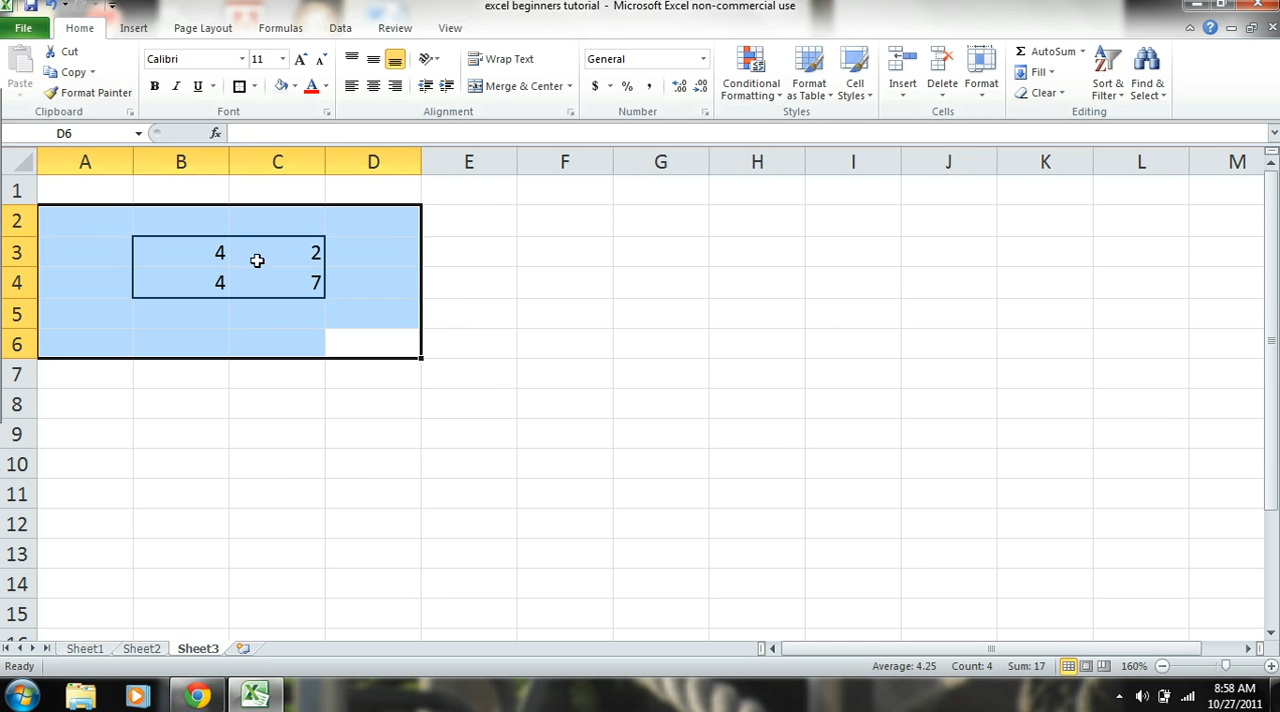 excel beginners tutorial - Microsoft Excel non-commercial use
File Home Insert Page Layout Formulas Data Review View
Paste
Cut
Copy
Format Painter
Clipboard
Calibri 11
B I U A
Font
Wrap Text
Merge & Center
Alignment
General
$ % ,
Number
Conditional Formatting
Format as Table
Cell Styles
Styles
Insert Delete Format
Cells
Σ AutoSum
Fill
Clear
Sort & Filter
Find & Select
Editing
D6 fx
A B C D E F G H I J K L M
1
2
3 4 2
4 4 7
5
6
7
8
9
10
11
12
13
14
15
Sheet1 Sheet2 Sheet3
Ready Average: 4.25 Count: 4 Sum: 17 160%
8:58 AM
10/27/2011